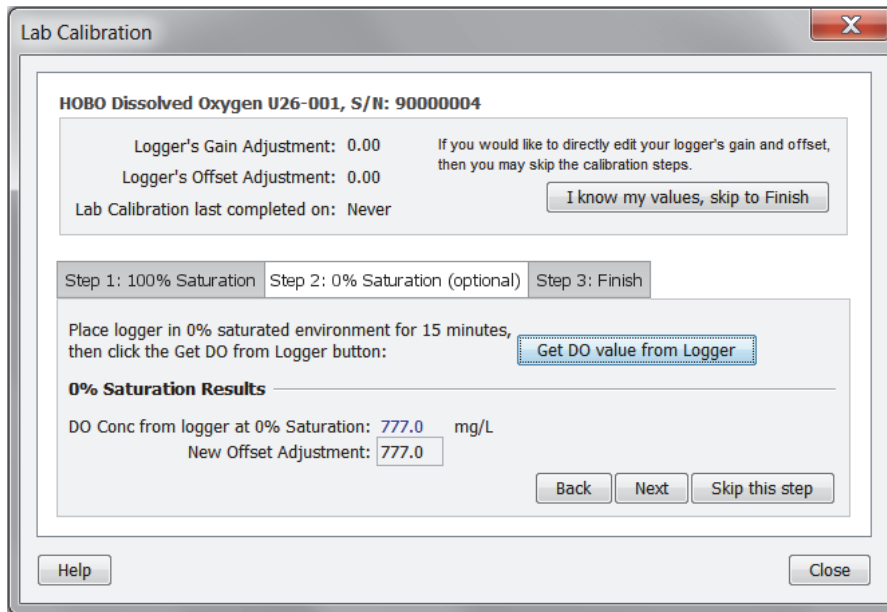 Lab Calibration
X
HOBO Dissolved Oxygen U26-001, S/N: 90000004
Logger's Gain Adjustment: 0.00
Logger's Offset Adjustment: 0.00
Lab Calibration last completed on: Never
If you would like to directly edit your logger's gain and offset,
then you may skip the calibration steps.
I know my values, skip to Finish
Step 1: 100% Saturation Step 2: 0% Saturation (optional) Step 3: Finish
Place logger in 0% saturated environment for 15 minutes,
then click the Get DO from Logger button:
Get DO value from Logger
0% Saturation Results
DO Conc from logger at 0% Saturation: 777.0 mg/L
New Offset Adjustment: 777.0
Back Next Skip this step
Help Close